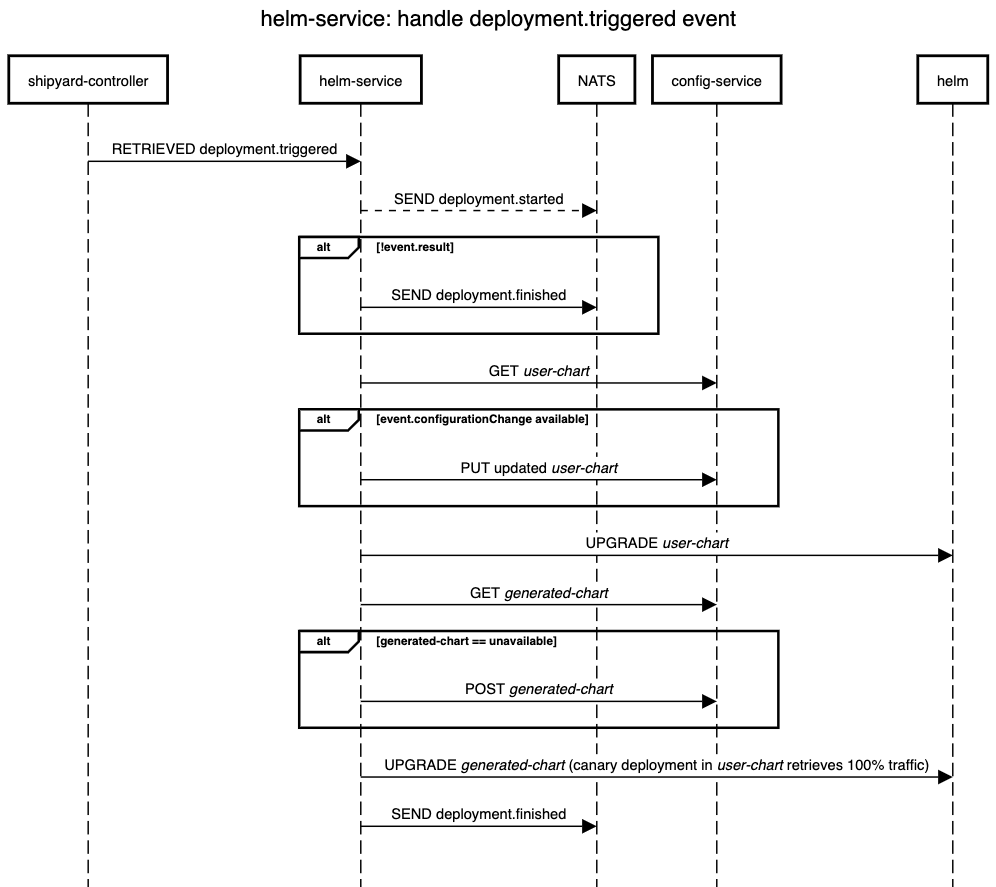 helm-service: handle deployment.triggered event
shipyard-controller
helm-service
NATS
config-service
helm
RETRIEVED deployment.triggered
SEND deployment.started
alt
[!event.result]
SEND deployment.finished
GET user-chart
alt
[event.configurationChange available]
PUT updated user-chart
UPGRADE user-chart
GET generated-chart
alt
[generated-chart == unavailable]
POST generated-chart
UPGRADE generated-chart (canary deployment in user-chart retrieves 100% traffic)
SEND deployment.finished